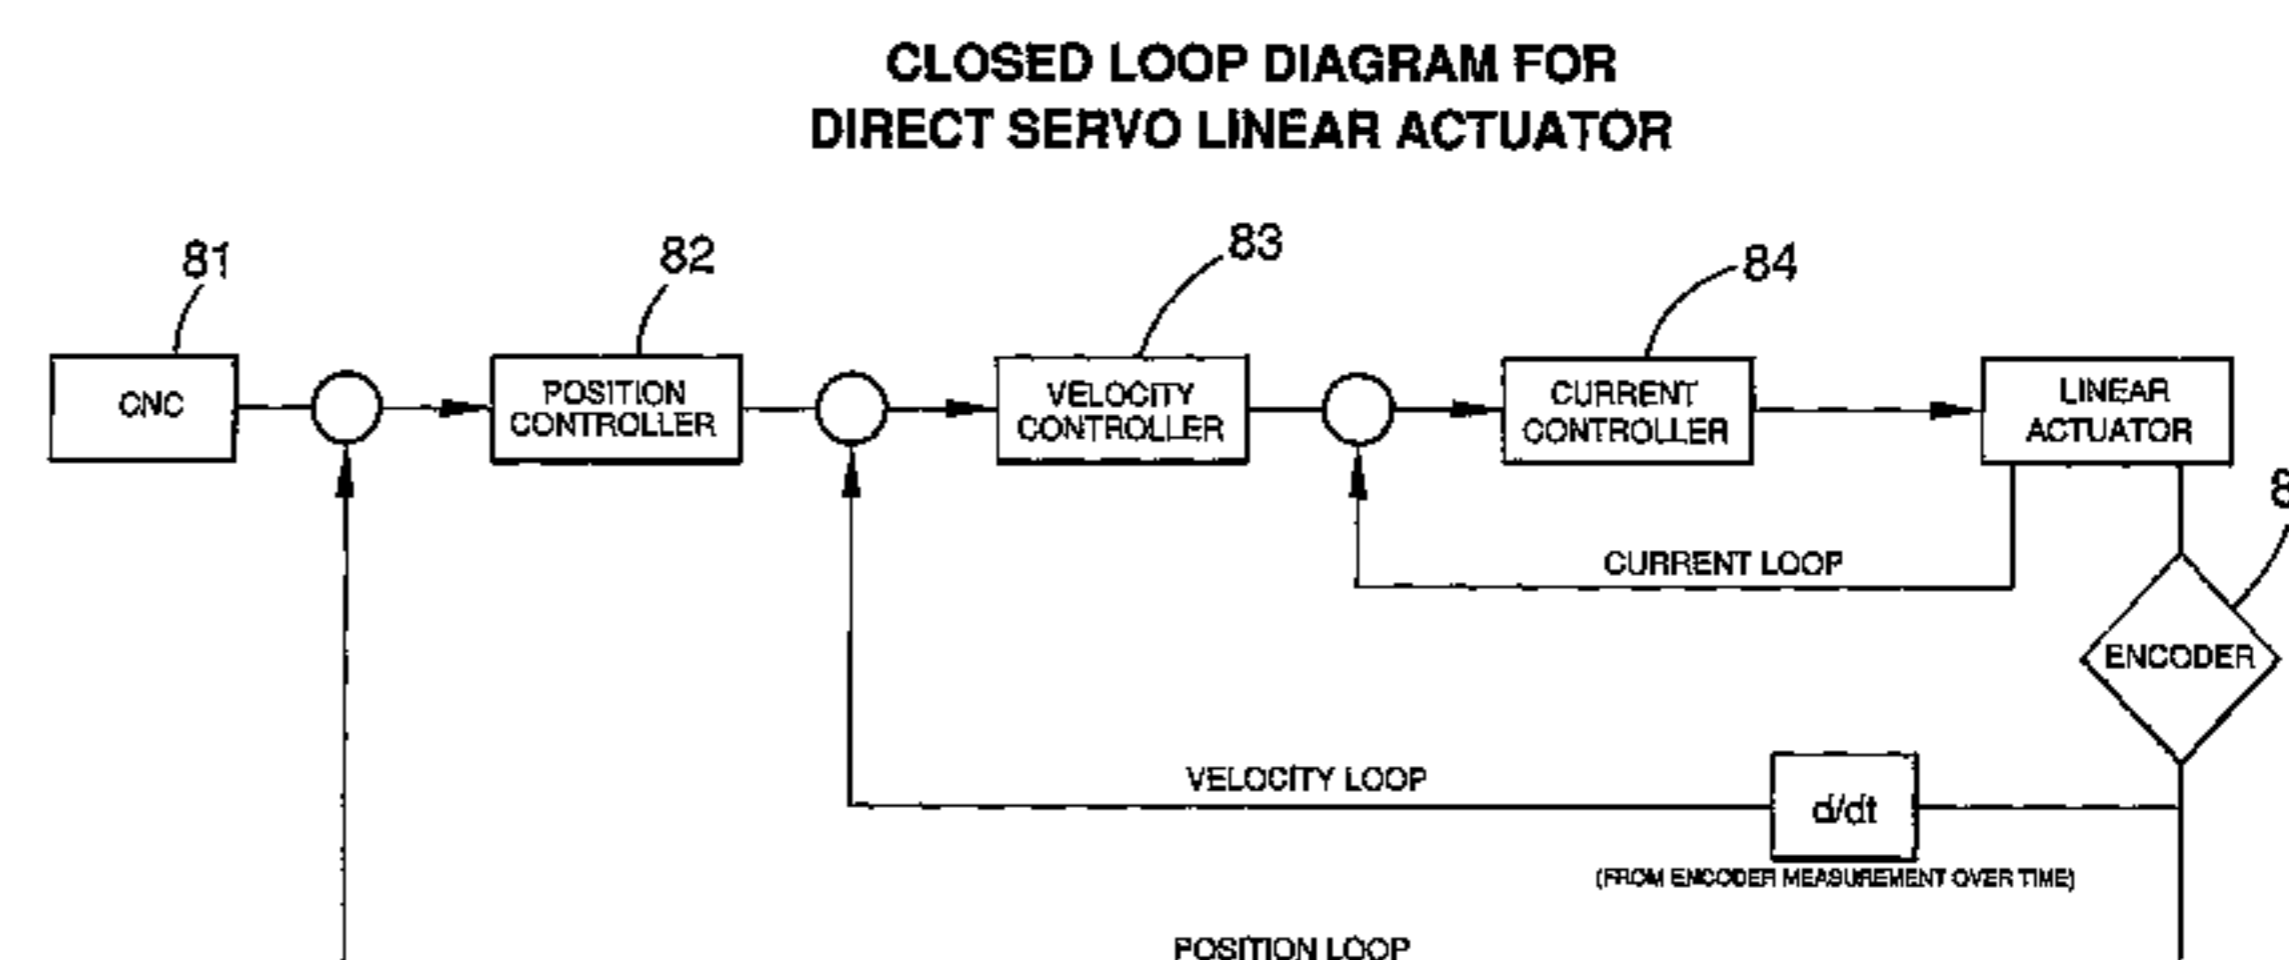 CLOSED LOOP DIAGRAM FOR
DIRECT SERVO LINEAR ACTUATOR
81
82
83
84
CNC
POSITION
CONTROLLER
VELOCITY
CONTROLLER
CURRENT
CONTROLLER
LINEAR
ACTUATOR
CURRENT LOOP
ENCODER
VELOCITY LOOP
d/dt
(FROM ENCODER MEASUREMENT OVER TIME)
POSITION LOOP